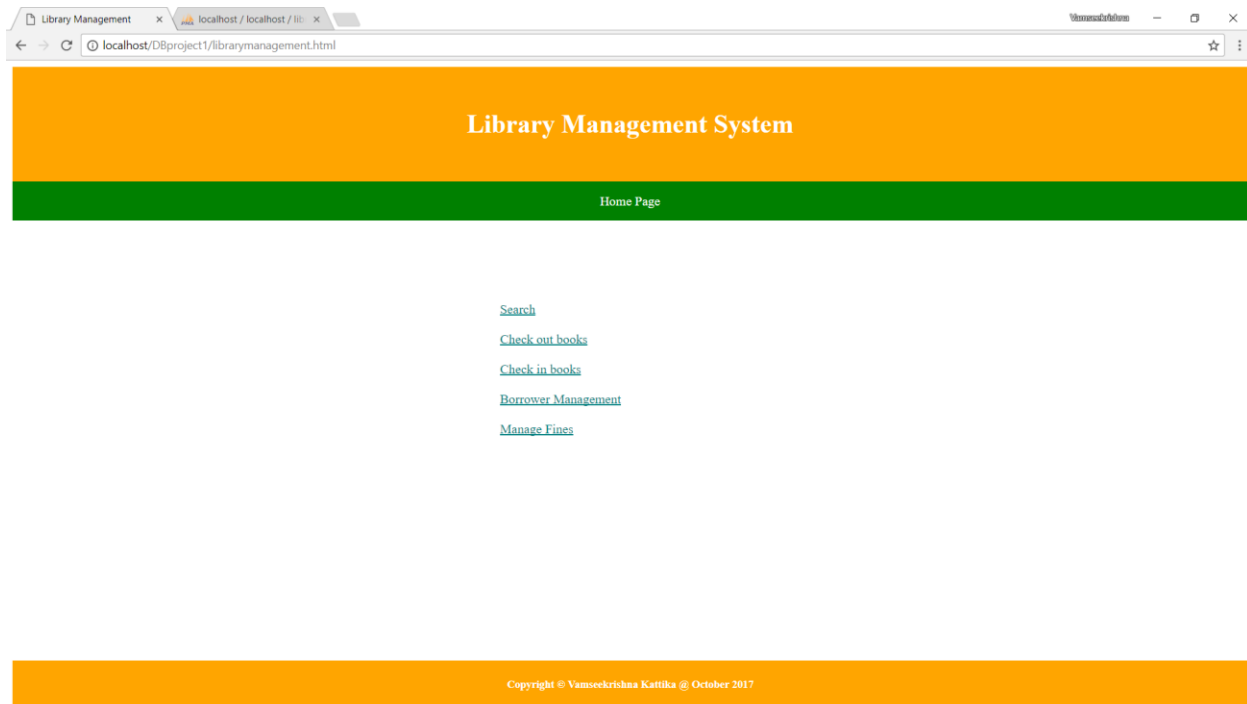 Library Management
localhost / localhost / lib
Vamseekrishna
localhost/DBproject1/librarymanagement.html
Library Management System
Home Page
Search
Check out books
Check in books
Borrower Management
Manage Fines
Copyright © Vamseekrishna Kattika @ October 2017